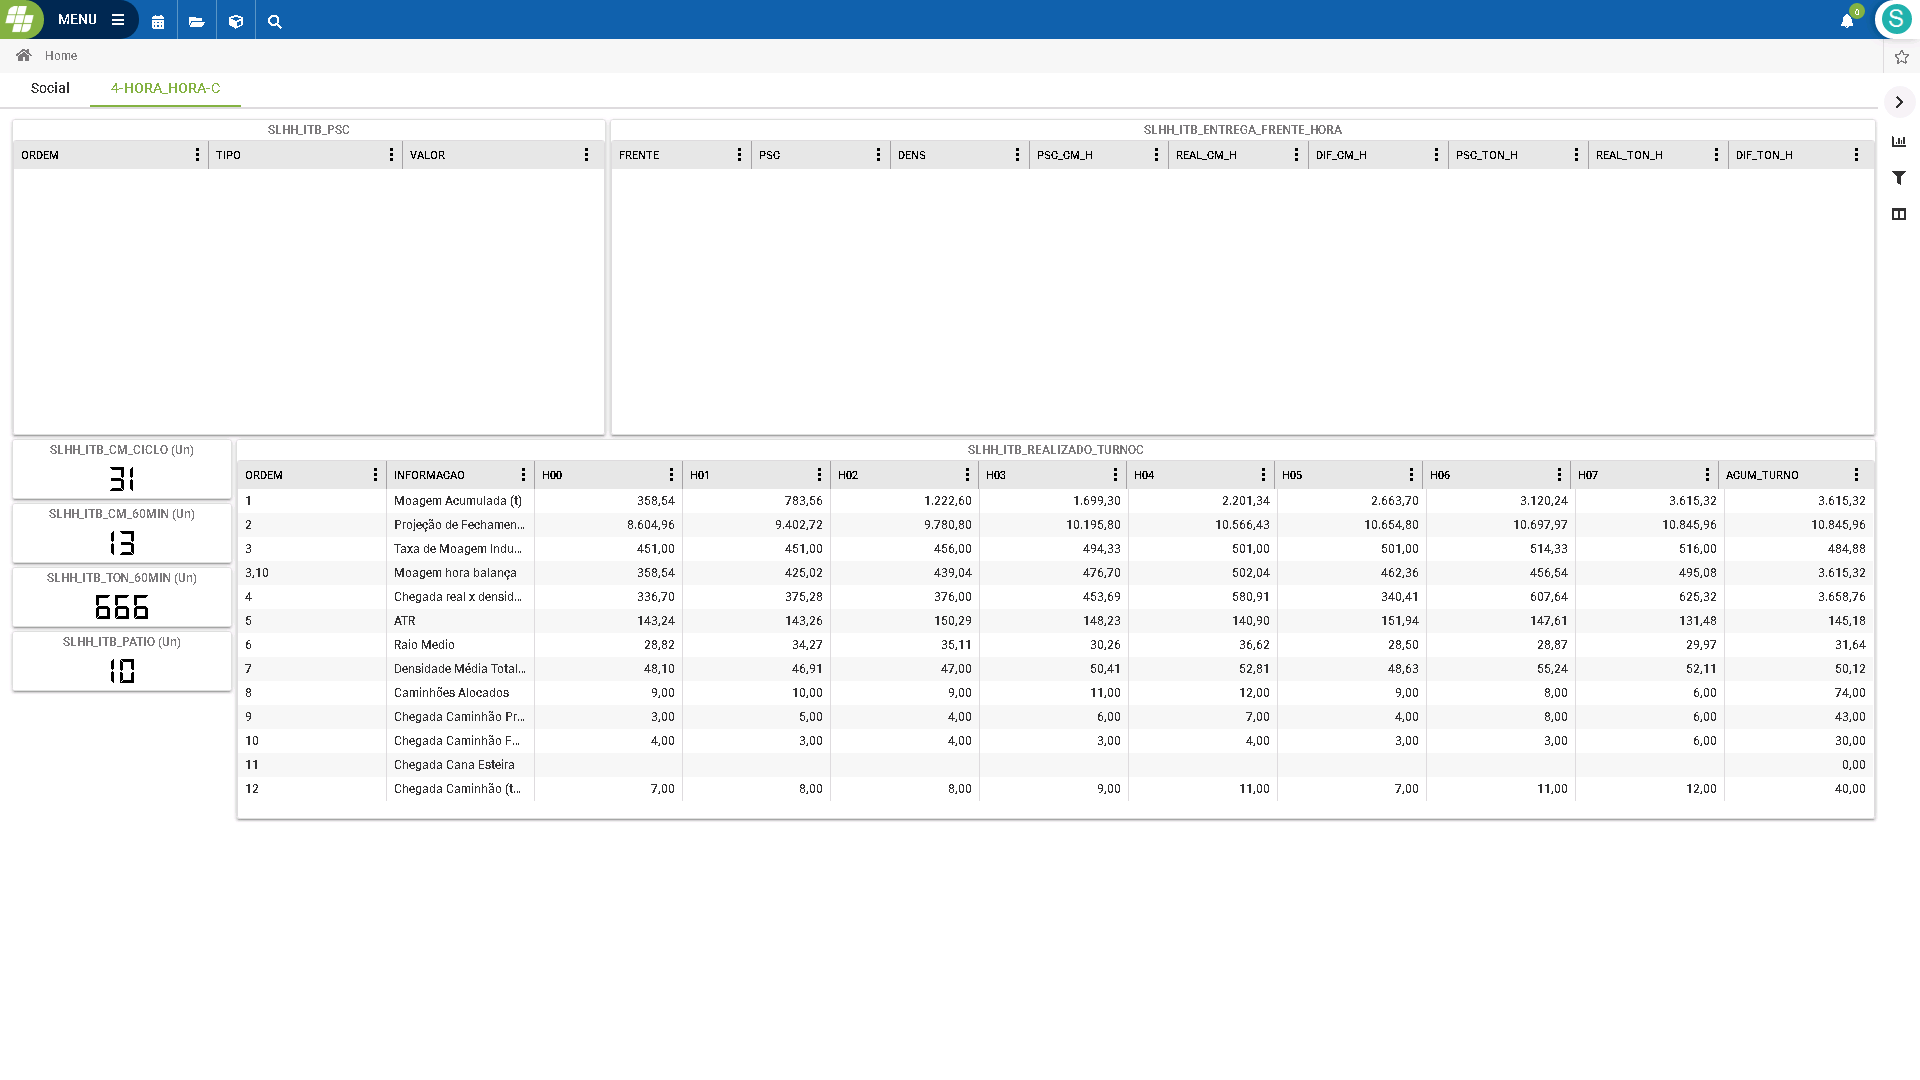 MENU
0
S
Home
Social 4-HORA_HORA-C
SLHH_ITB_PSC
ORDEM TIPO VALOR
SLHH_ITB_ENTREGA_FRENTE_HORA
FRENTE PSC DENS PSC_CM_H REAL_CM_H DIF_CM_H PSC_TON_H REAL_TON_H DIF_TON_H
SLHH_ITB_CM_CICLO (Un)
31
SLHH_ITB_CM_60MIN (Un)
13
SLHH_ITB_TON_60MIN (Un)
666
SLHH_ITB_PATIO (Un)
10
SLHH_ITB_REALIZADO_TURNOC
ORDEM INFORMACAO H00 H01 H02 H03 H04 H05 H06 H07 ACUM_TURNO
1 Moagem Acumulada (t) 358,54 783,56 1.222,60 1.699,30 2.201,34 2.663,70 3.120,24 3.615,32 3.615,32
2 Projeção de Fechamen... 8.604,96 9.402,72 9.780,80 10.195,80 10.566,43 10.654,80 10.697,97 10.845,96 10.845,96
3 Taxa de Moagem Indu... 451,00 451,00 456,00 494,33 501,00 501,00 514,33 516,00 484,88
3,10 Moagem hora balança 358,54 425,02 439,04 476,70 502,04 462,36 456,54 495,08 3.615,32
4 Chegada real x densid... 336,70 375,28 376,00 453,69 580,91 340,41 607,64 625,32 3.658,76
5 ATR 143,24 143,26 150,29 148,23 140,90 151,94 147,61 131,48 145,18
6 Raio Medio 28,82 34,27 35,11 30,26 36,62 28,50 28,87 29,97 31,64
7 Densidade Média Total... 48,10 46,91 47,00 50,41 52,81 48,63 55,24 52,11 50,12
8 Caminhões Alocados 9,00 10,00 9,00 11,00 12,00 9,00 8,00 6,00 74,00
9 Chegada Caminhão Pr... 3,00 5,00 4,00 6,00 7,00 4,00 8,00 6,00 43,00
10 Chegada Caminhão F... 4,00 3,00 4,00 3,00 4,00 3,00 3,00 6,00 30,00
11 Chegada Cana Esteira 0,00
12 Chegada Caminhão (t... 7,00 8,00 8,00 9,00 11,00 7,00 11,00 12,00 40,00